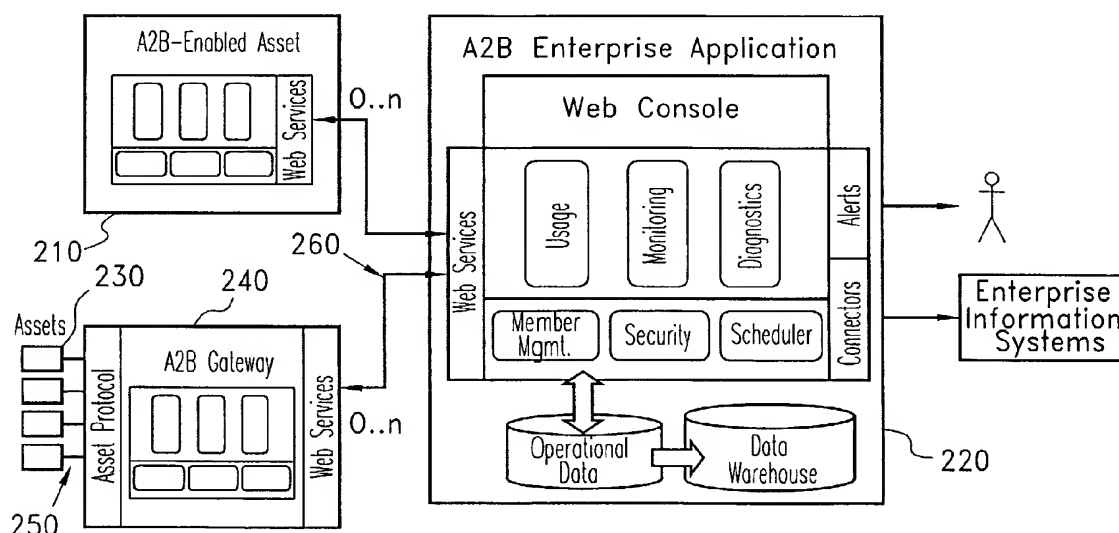 A2B-Enabled Asset
Web Services
0..n
210
260
230
240
Assets
Asset Protocol
A2B Gateway
Web Services
0..n
250
A2B Enterprise Application
Web Console
Web Services
Usage
Monitoring
Diagnostics
Alerts
Connectors
Member
Mgmt.
Security
Scheduler
Operational
Data
Data
Warehouse
Enterprise
Information
Systems
220